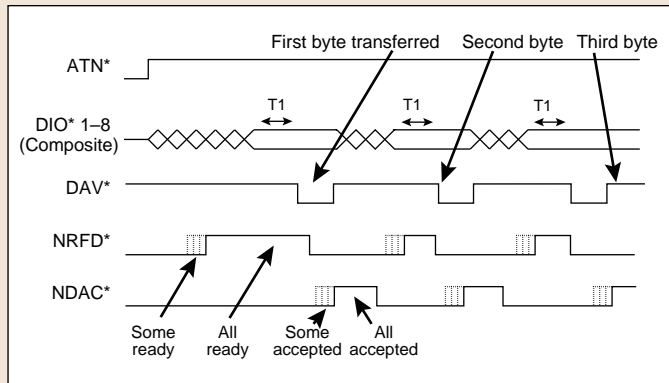 First byte transferred Second byte Third byte
ATN*
T1 T1 T1
DIO* 1–8
(Composite)
DAV*
NRFD*
NDAC*
Some ready
All ready
Some accepted
All accepted